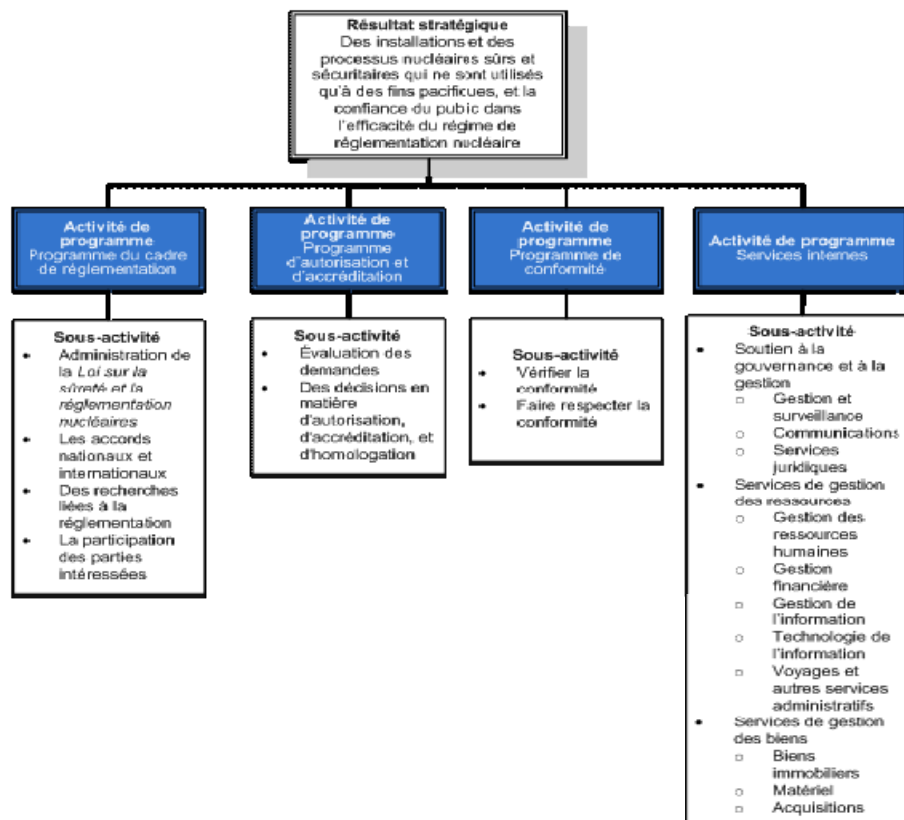 Résultat stratégique
Des installations et des
processus nucléaires sûrs et
sécuritaires qui ne sont utilisés
qu'à des fins pacifiques, et la
confiance du pubic dans
l'efficacité du régime de
réglementation nucléaire
Activité de
programme
Programme du cadre
de réglementation
Sous-activité
• Administration de
la Loi sur la
sûreté et la
réglementation
nucléaires
• Les accords
nationaux et
internationaux
• Des recherches
liées à la
réglementation
• La participation
des parties
intéressées
Activité de
programme
Programme
d'autorisation et
d'accréditation
Sous-activité
• Évaluation des
demandes
• Des décisions en
matière
d'autorisation,
d'accréditation, et
d'homologation
Activité de
programme
Programme de
conformité
Sous-activité
• Vérifier la
conformité
• Faire respecter la
conformité
Activité de programme
Services internes
Sous-activité
• Soutien à la
gouvernance et à la
gestion
○ Gestion et
surveillance
○ Communications
○ Services
juridiques
• Services de gestion
des ressources
○ Gestion des
ressources
humaines
○ Gestion
financière
○ Gestion de
l'information
○ Technologie de
l'information
○ Voyages et
autres services
administratifs
• Services de gestion
des biens
○ Biens
immobiliers
○ Matériel
○ Acquisitions